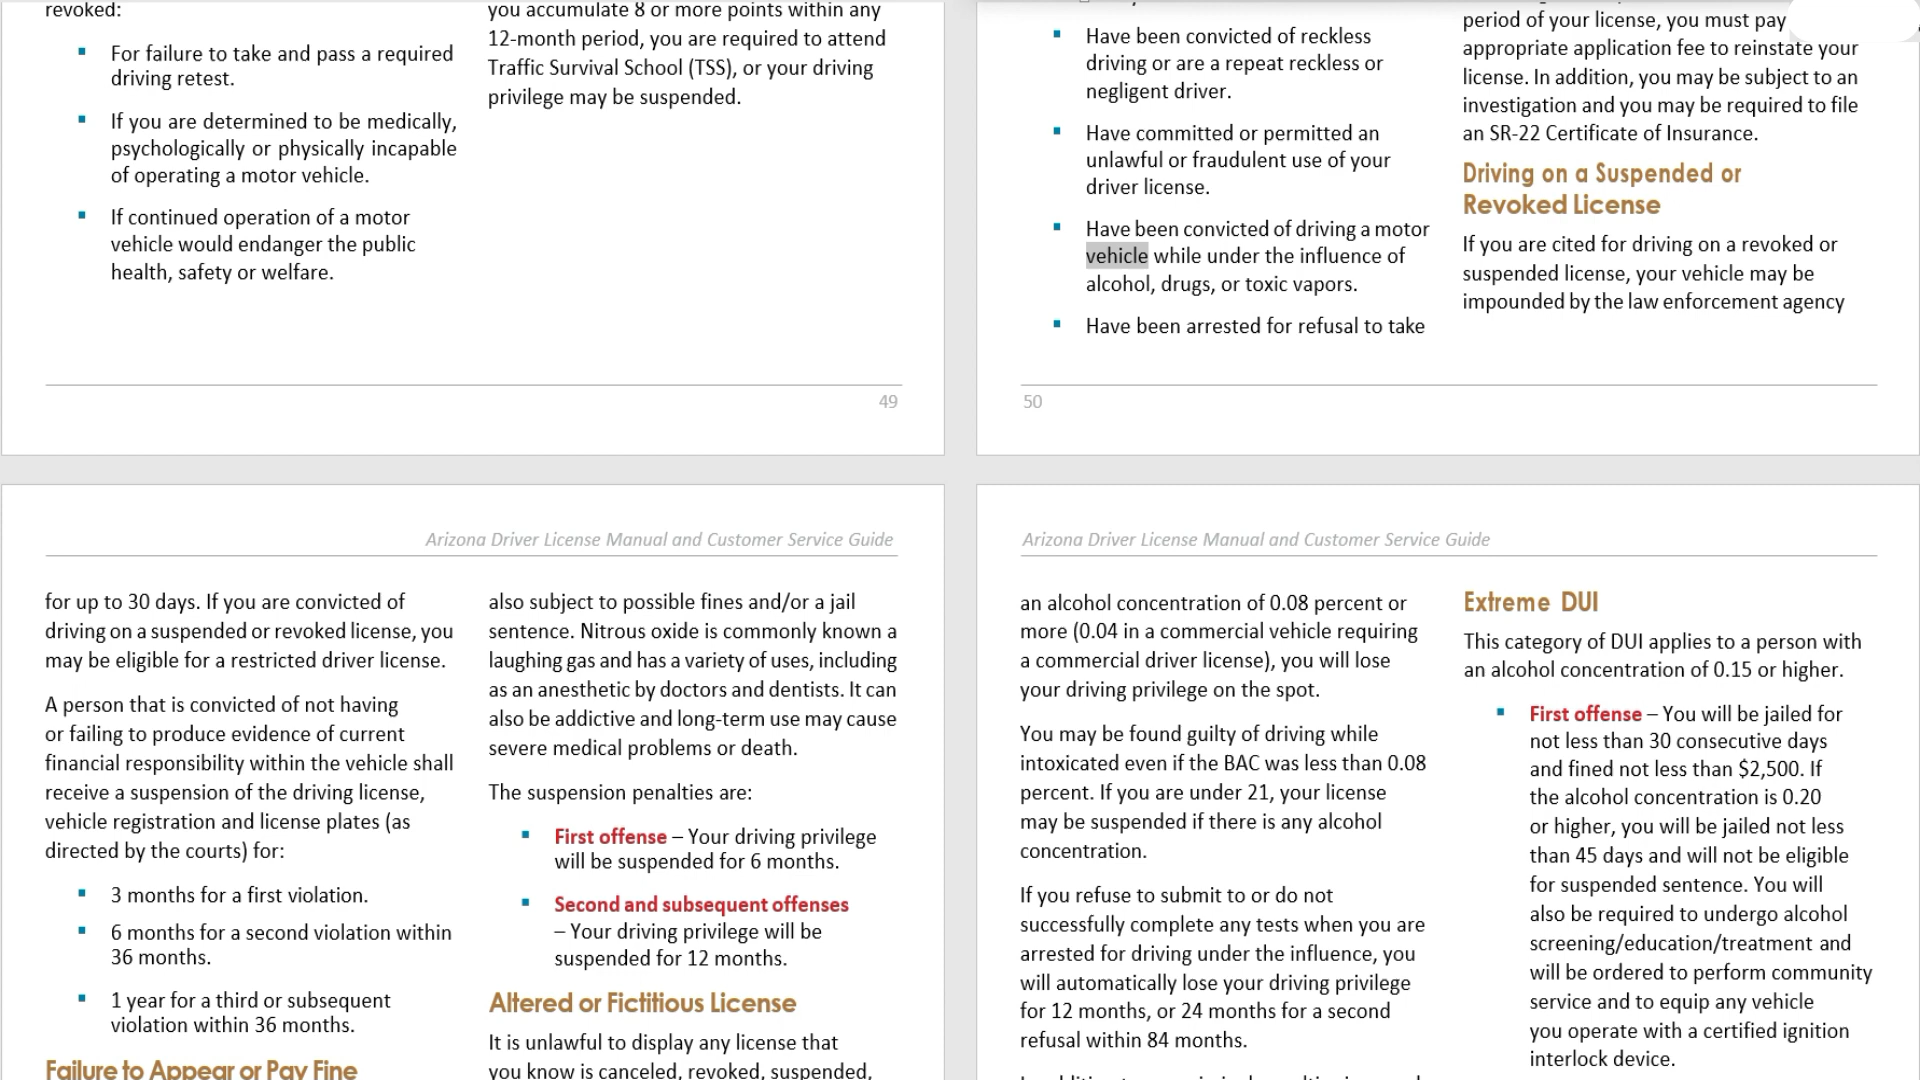 revoked:
For failure to take and pass a required
driving retest.
If you are determined to be medically,
psychologically or physically incapable
of operating a motor vehicle.
If continued operation of a motor
vehicle would endanger the public
health, safety or welfare.
you accumulate 8 or more points within any
12-month period, you are required to attend
Traffic Survival School (TSS), or your driving
privilege may be suspended.
49
Have been convicted of reckless
driving or are a repeat reckless or
negligent driver.
Have committed or permitted an
unlawful or fraudulent use of your
driver license.
Have been convicted of driving a motor
vehicle while under the influence of
alcohol, drugs, or toxic vapors.
Have been arrested for refusal to take
period of your license, you must pay
appropriate application fee to reinstate your
license. In addition, you may be subject to an
investigation and you may be required to file
an SR-22 Certificate of Insurance.
Driving on a Suspended or
Revoked License
If you are cited for driving on a revoked or
suspended license, your vehicle may be
impounded by the law enforcement agency
50
Arizona Driver License Manual and Customer Service Guide
for up to 30 days. If you are convicted of
driving on a suspended or revoked license, you
may be eligible for a restricted driver license.
A person that is convicted of not having
or failing to produce evidence of current
financial responsibility within the vehicle shall
receive a suspension of the driving license,
vehicle registration and license plates (as
directed by the courts) for:
3 months for a first violation.
6 months for a second violation within
36 months.
1 year for a third or subsequent
violation within 36 months.
Failure to Appear or Pay Fine
also subject to possible fines and/or a jail
sentence. Nitrous oxide is commonly known a
laughing gas and has a variety of uses, including
as an anesthetic by doctors and dentists. It can
also be addictive and long-term use may cause
severe medical problems or death.
The suspension penalties are:
First offense – Your driving privilege
will be suspended for 6 months.
Second and subsequent offenses
– Your driving privilege will be
suspended for 12 months.
Altered or Fictitious License
It is unlawful to display any license that
you know is canceled, revoked, suspended,
Arizona Driver License Manual and Customer Service Guide
an alcohol concentration of 0.08 percent or
more (0.04 in a commercial vehicle requiring
a commercial driver license), you will lose
your driving privilege on the spot.
You may be found guilty of driving while
intoxicated even if the BAC was less than 0.08
percent. If you are under 21, your license
may be suspended if there is any alcohol
concentration.
If you refuse to submit to or do not
successfully complete any tests when you are
arrested for driving under the influence, you
will automatically lose your driving privilege
for 12 months, or 24 months for a second
refusal within 84 months.
Extreme DUI
This category of DUI applies to a person with
an alcohol concentration of 0.15 or higher.
First offense – You will be jailed for
not less than 30 consecutive days
and fined not less than $2,500. If
the alcohol concentration is 0.20
or higher, you will be jailed not less
than 45 days and will not be eligible
for suspended sentence. You will
also be required to undergo alcohol
screening/education/treatment and
will be ordered to perform community
service and to equip any vehicle
you operate with a certified ignition
interlock device.